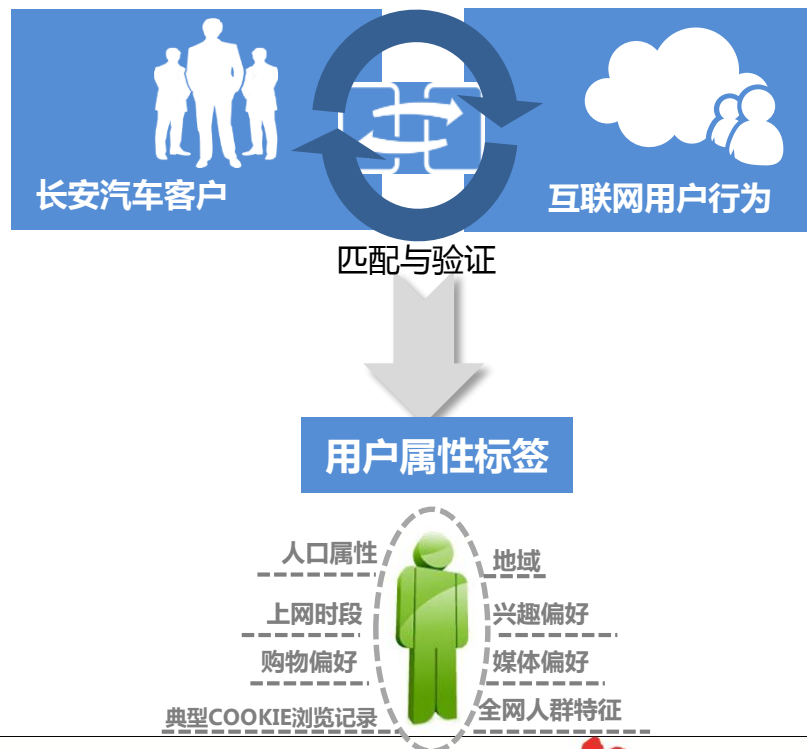 长安汽车客户
互联网用户行为
匹配与验证
用户属性标签
人口属性
地域
上网时段
兴趣偏好
购物偏好
媒体偏好
典型COOKIE浏览记录
全网人群特征